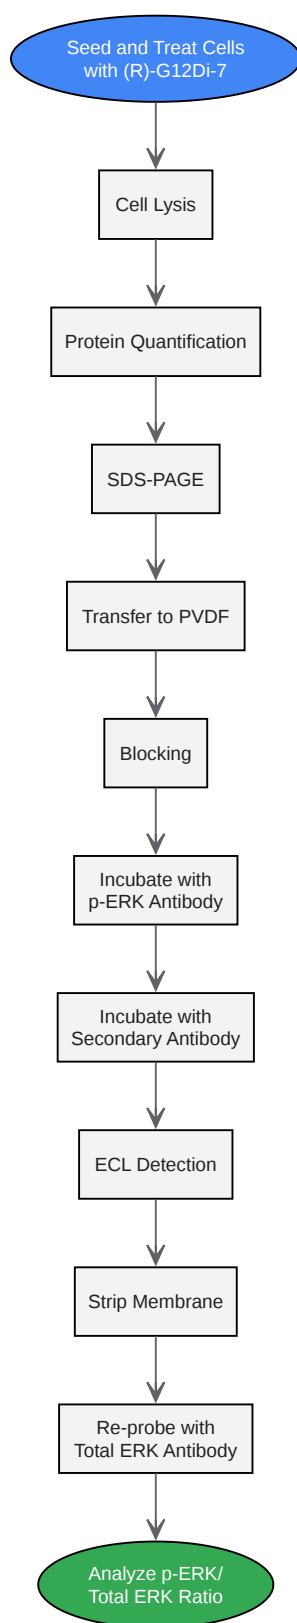 Seed and Treat Cells
with (R)-G12Di-7
Cell Lysis
Protein Quantification
SDS-PAGE
Transfer to PVDF
Blocking
Incubate with
p-ERK Antibody
Incubate with
Secondary Antibody
ECL Detection
Strip Membrane
Re-probe with
Total ERK Antibody
Analyze p-ERK/
Total ERK Ratio